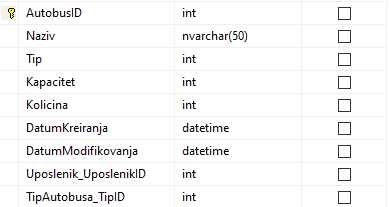 AutobusID int
Naziv nvarchar(50)
Tip int
Kapacitet int
Kolicina int
DatumKreiranja datetime
DatumModifikovanja datetime
Uposlenik_UposlenikID int
TipAutobusa_TipID int